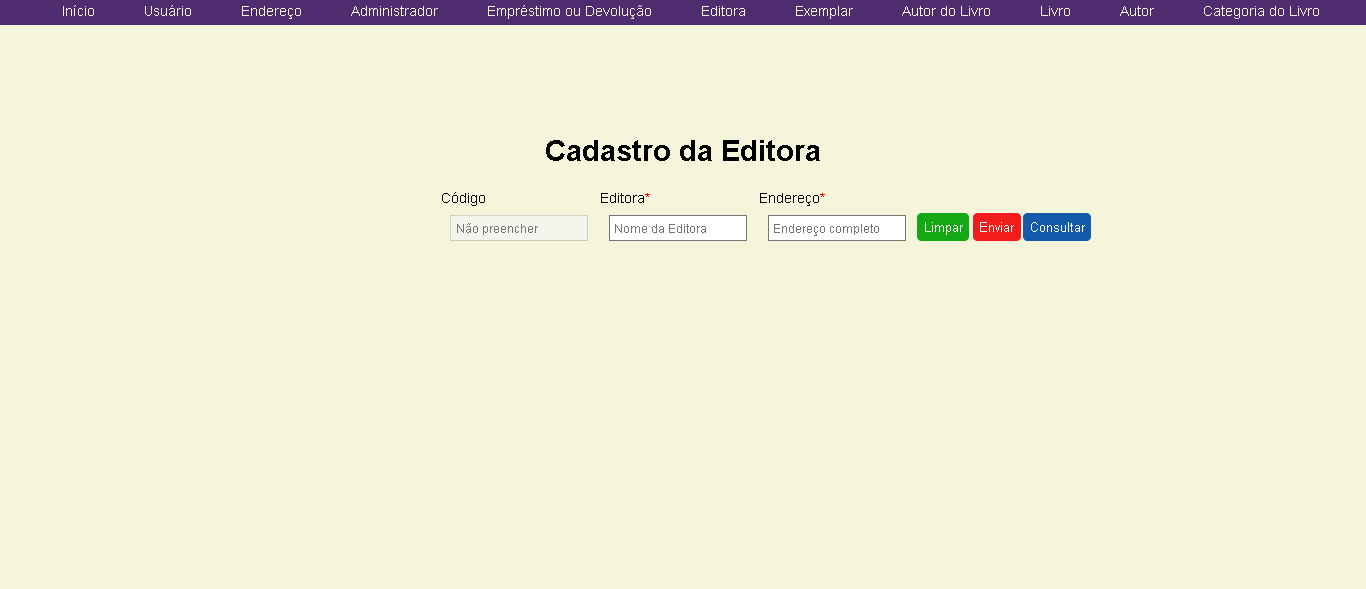 Início Usuário Endereço Administrador Empréstimo ou Devolução Editora Exemplar Autor do Livro Livro Autor Categoria do Livro
Cadastro da Editora
Código Editora* Endereço*
Não preencher Nome da Editora Endereço completo Limpar Enviar Consultar